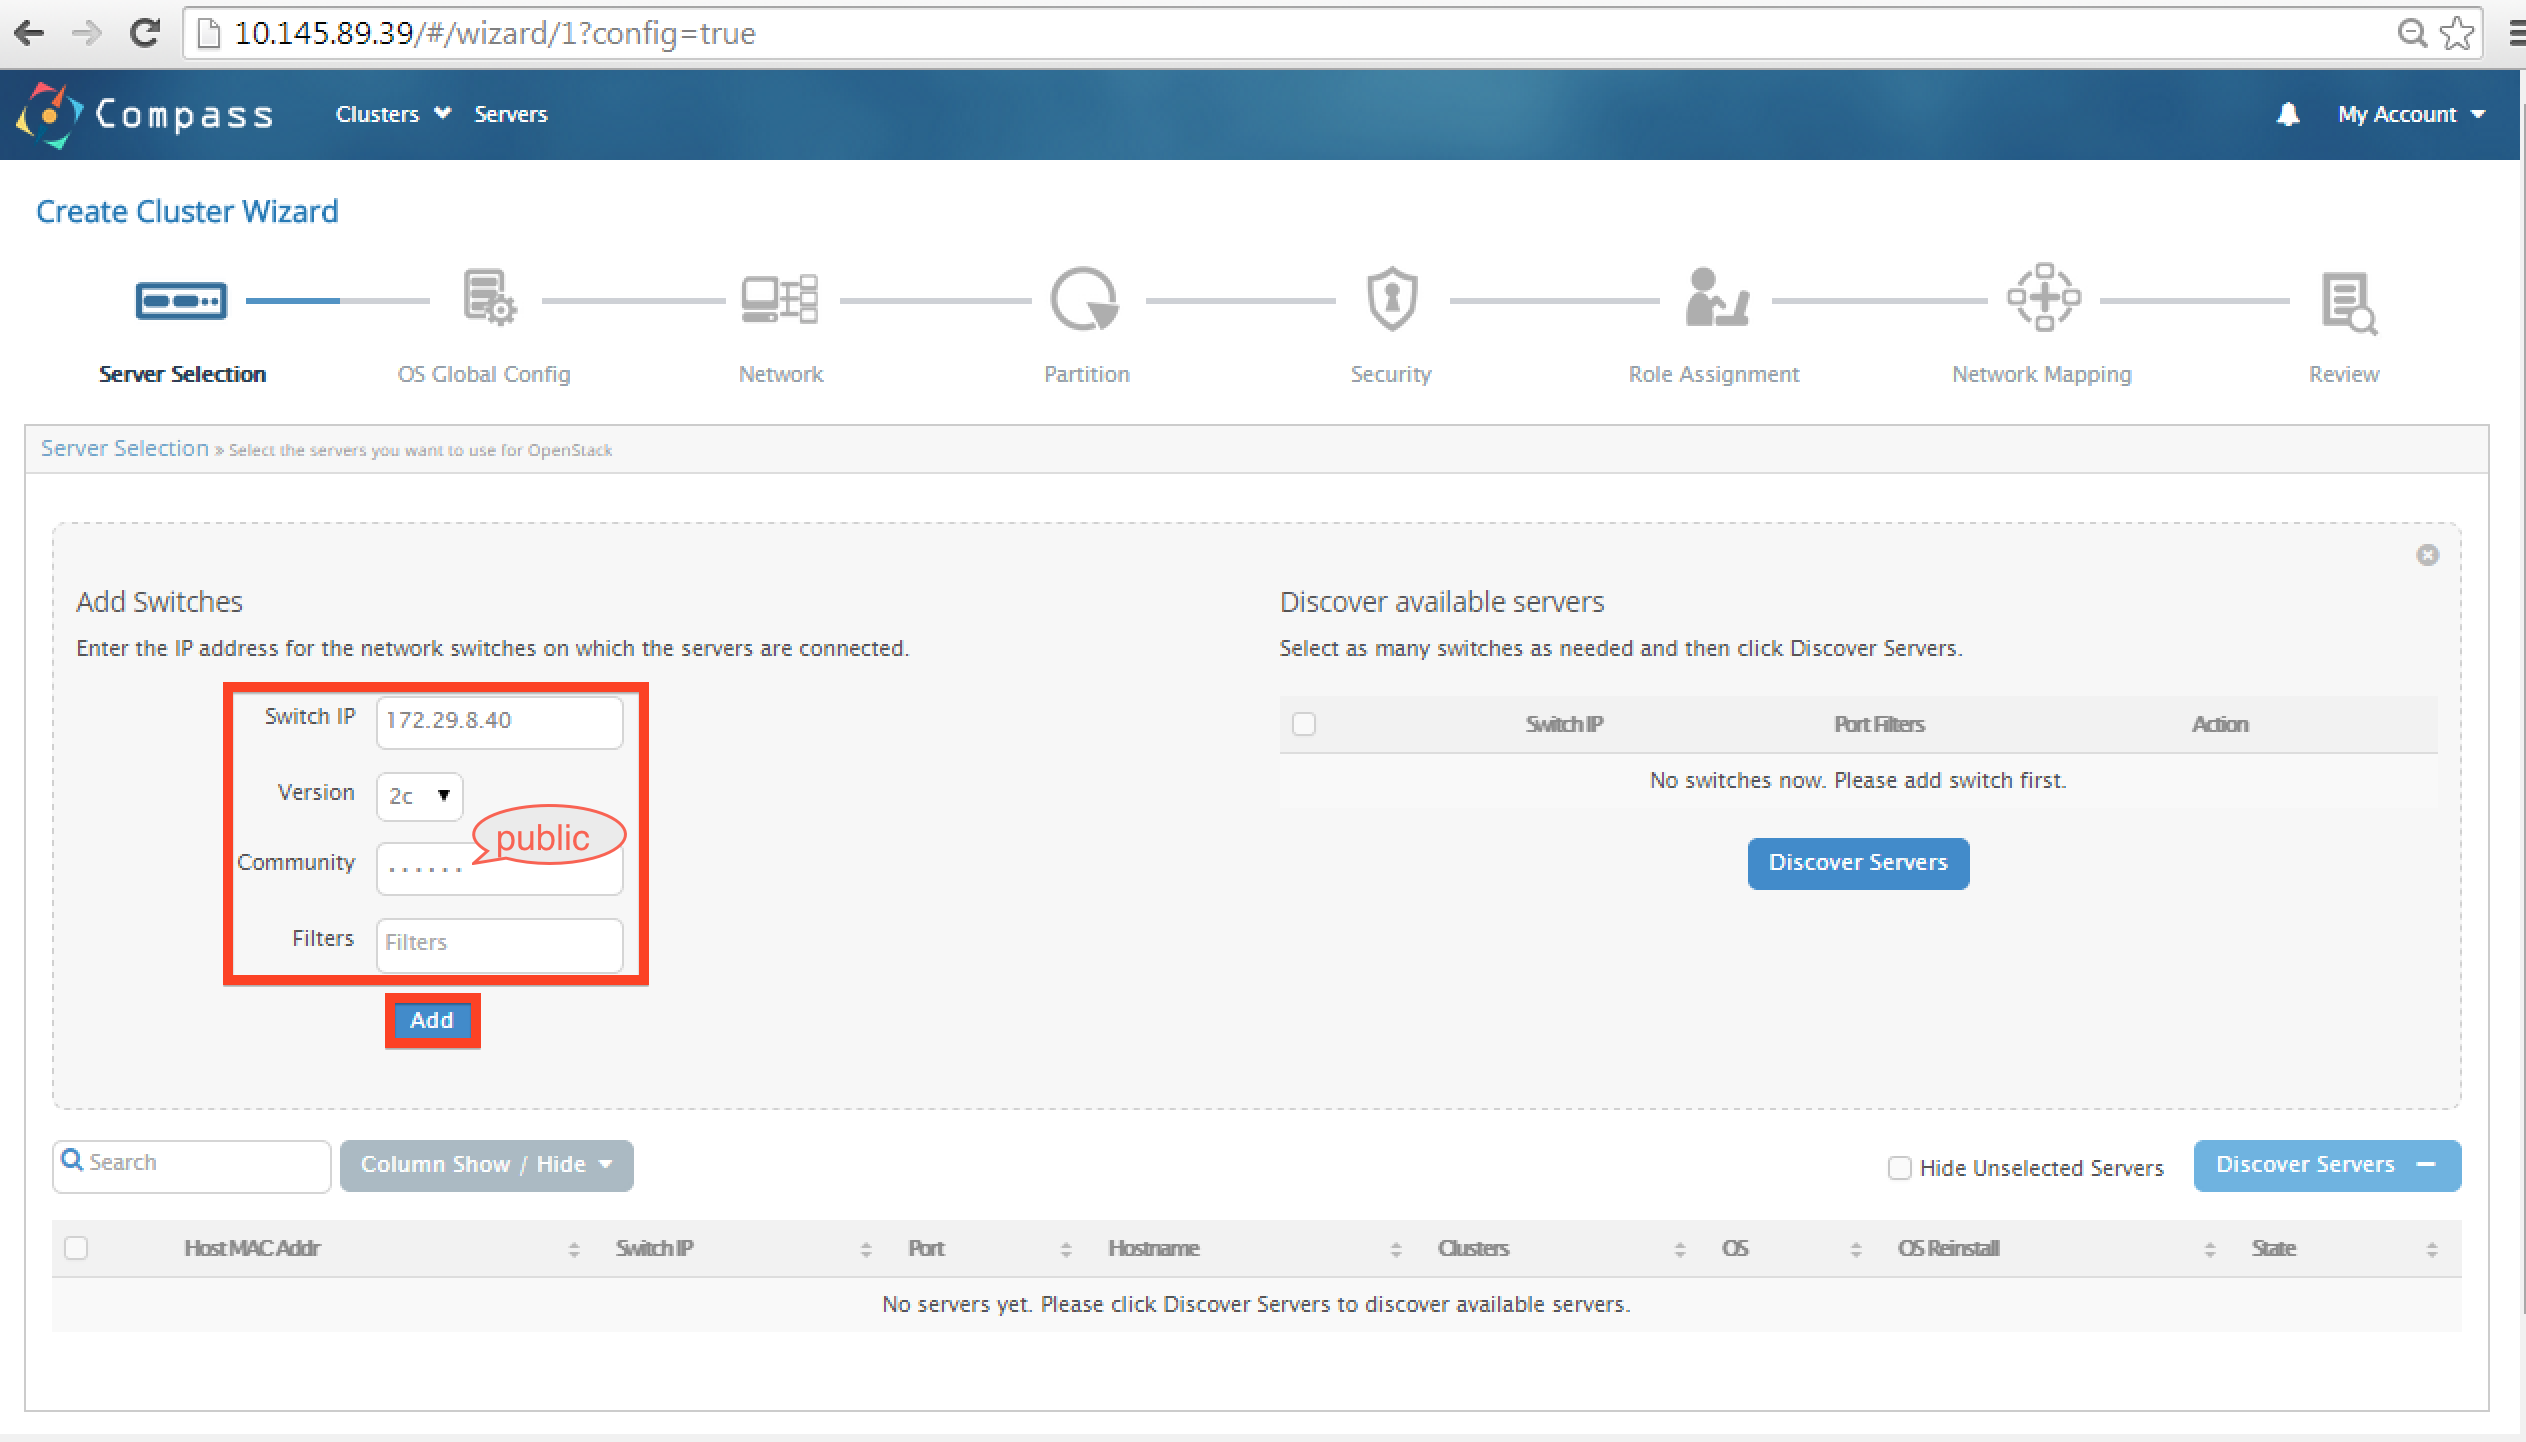 10.145.89.39/#/wizard/1?config=true
Compass Clusters Servers My Account
Create Cluster Wizard
Server Selection OS Global Config Network Partition Security Role Assignment Network Mapping Review
Server Selection » Select the servers you want to use for OpenStack
Add Switches
Enter the IP address for the network switches on which the servers are connected.
Switch IP 172.29.8.40
Version 2c
public
Community ······
Filters Filters
Add
Discover available servers
Select as many switches as needed and then click Discover Servers.
Switch IP Port Filters Action
No switches now. Please add switch first.
Discover Servers
Search Column Show / Hide Hide Unselected Servers Discover Servers
Host MAC Addr Switch IP Port Hostname Clusters OS OS Reinstall State
No servers yet. Please click Discover Servers to discover available servers.